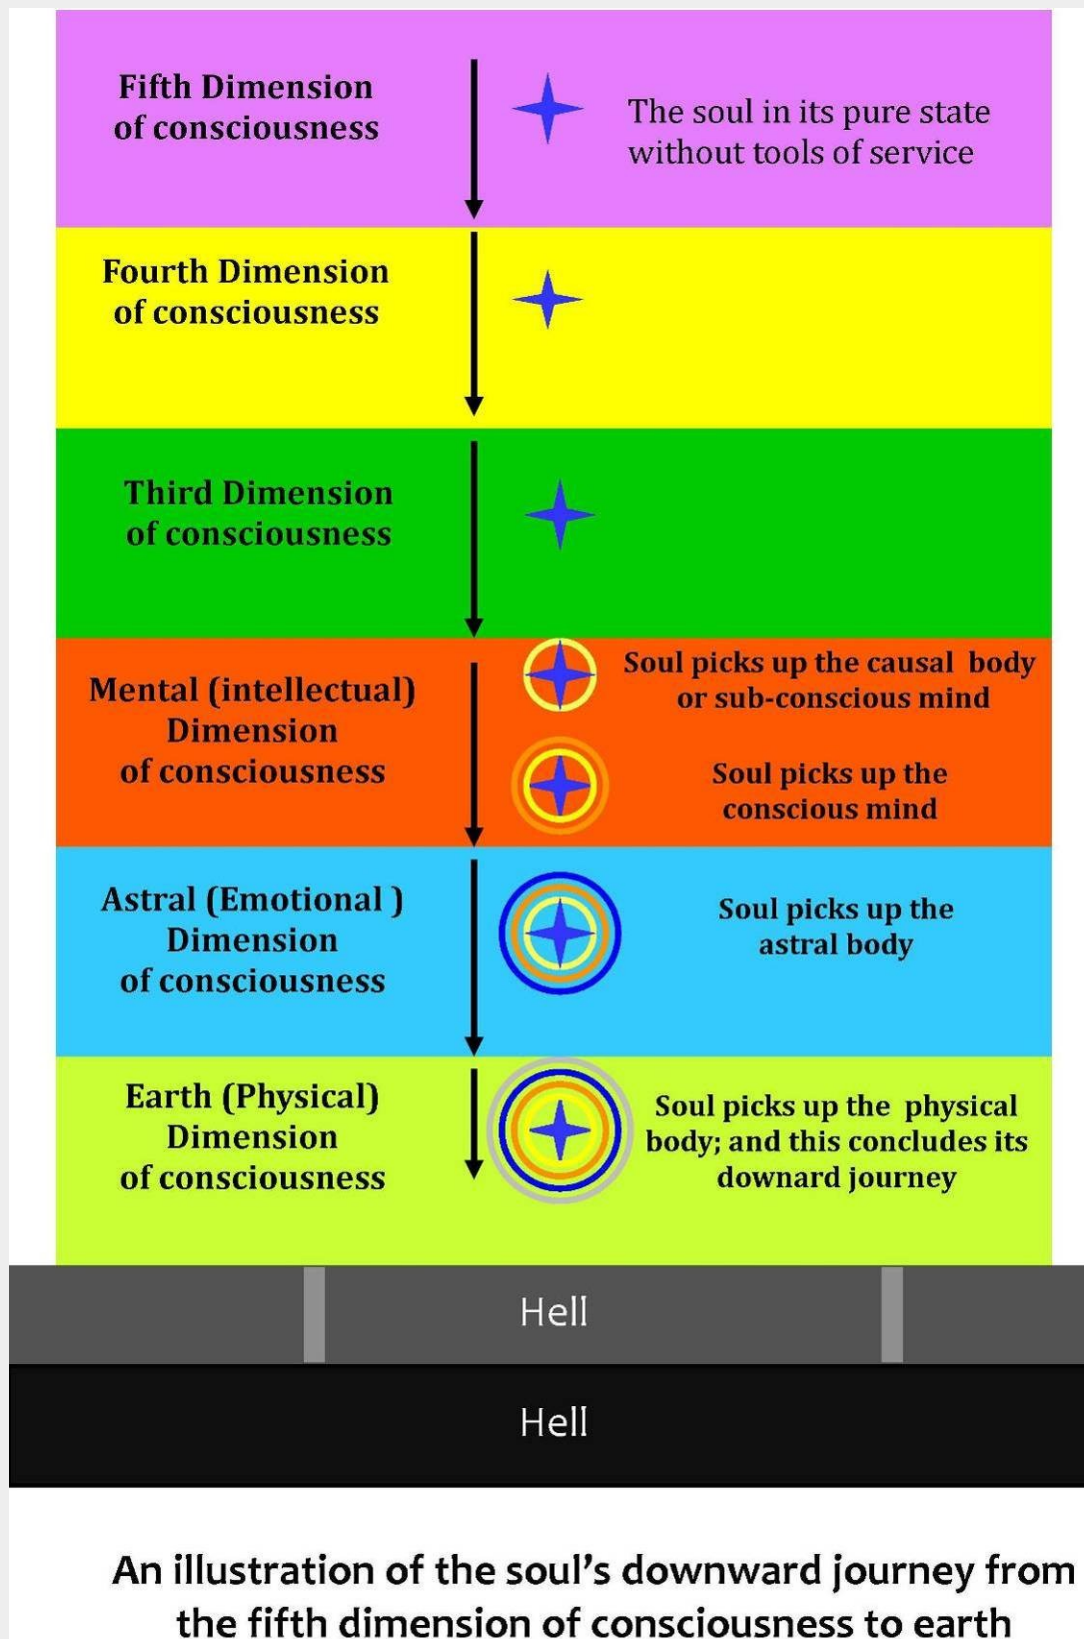 Fifth Dimension
of consciousness
The soul in its pure state
without tools of service
Fourth Dimension
of consciousness
Third Dimension
of consciousness
Mental (intellectual)
Dimension
of consciousness
Soul picks up the causal body
or sub-conscious mind
Soul picks up the
conscious mind
Astral (Emotional )
Dimension
of consciousness
Soul picks up the
astral body
Earth (Physical)
Dimension
of consciousness
Soul picks up the physical
body; and this concludes its
downard journey
Hell
Hell
An illustration of the soul’s downward journey from
the fifth dimension of consciousness to earth